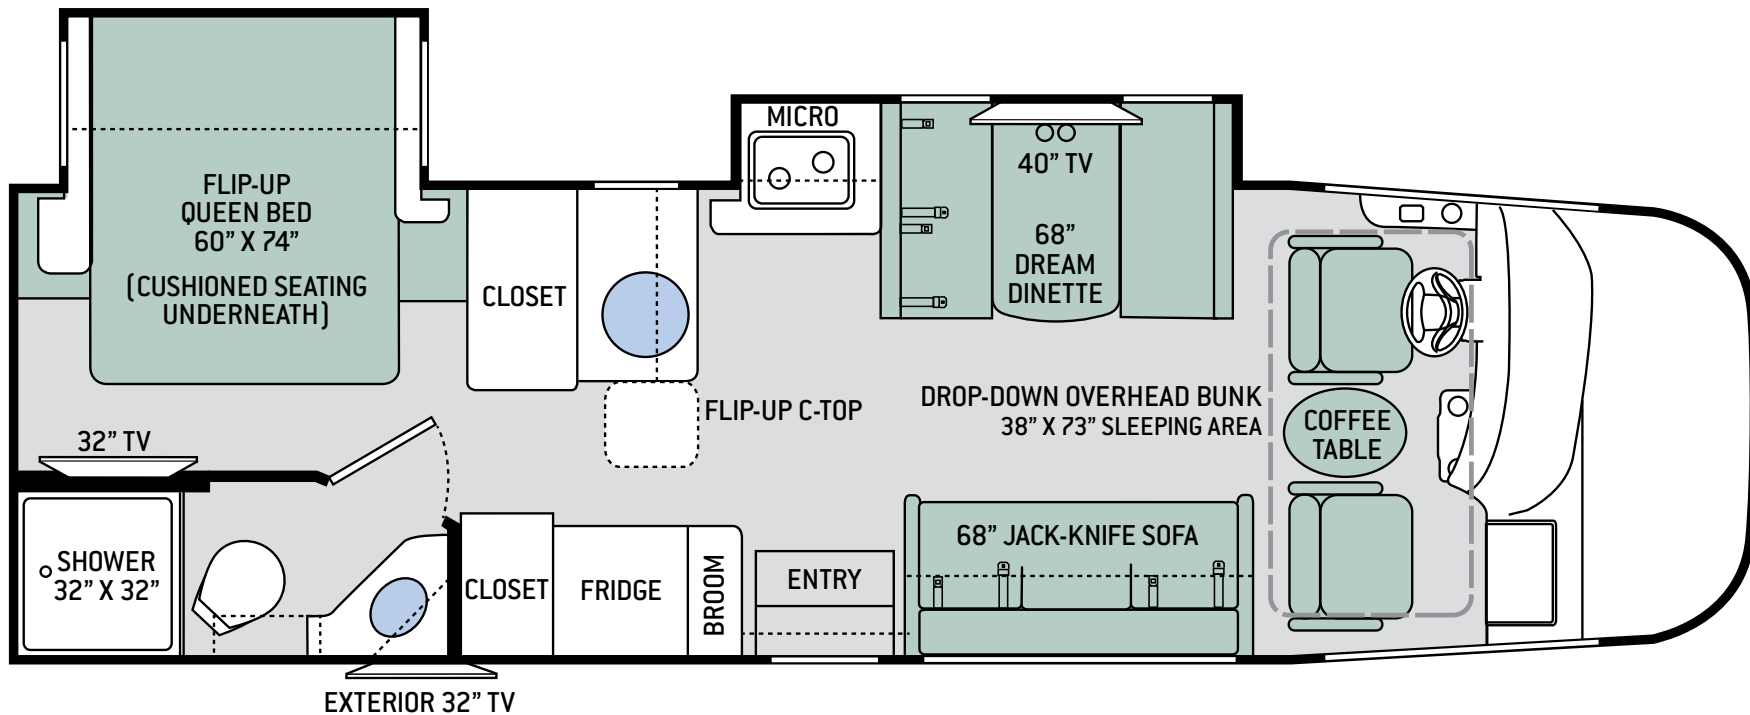 MICRO
40” TV
FLIP-UP
QUEEN BED
60” X 74”
(CUSHIONED SEATING
UNDERNEATH)
68”
DREAM
DINETTE
CLOSET
FLIP-UP C-TOP
DROP-DOWN OVERHEAD BUNK
38” X 73” SLEEPING AREA
COFFEE
TABLE
32” TV
SHOWER
32” X 32”
CLOSET
FRIDGE
BROOM
ENTRY
68” JACK-KNIFE SOFA
EXTERIOR 32” TV